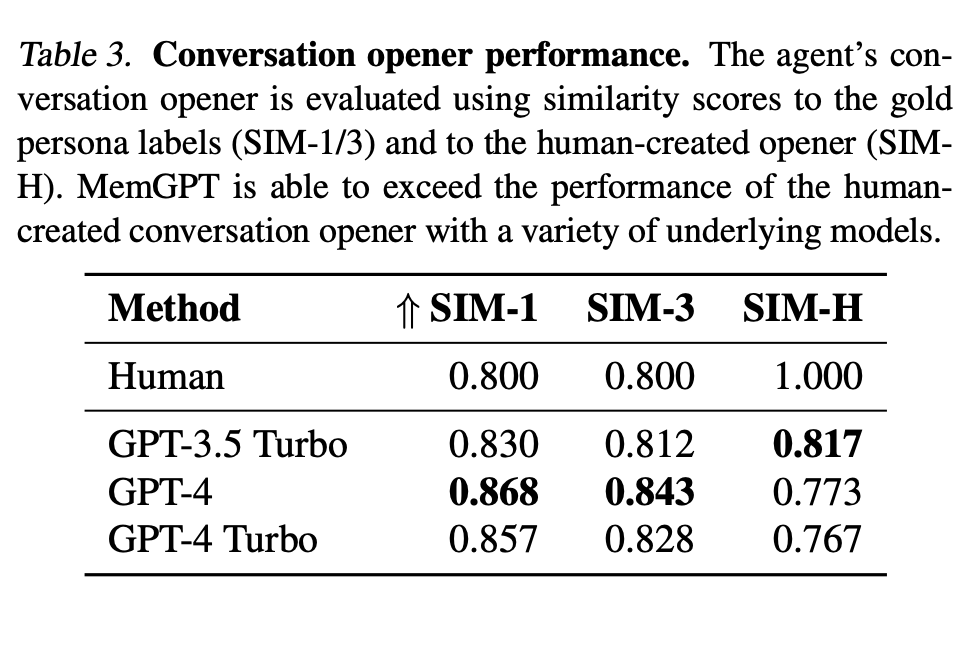 Table 3. Conversation opener performance. The agent's con-
versation opener is evaluated using similarity scores to the gold
persona labels (SIM-1/3) and to the human-created opener (SIM-
H). MemGPT is able to exceed the performance of the human-
created conversation opener with a variety of underlying models.
Method ⇑ SIM-1 SIM-3 SIM-H
Human 0.800 0.800 1.000
GPT-3.5 Turbo 0.830 0.812 0.817
GPT-4 0.868 0.843 0.773
GPT-4 Turbo 0.857 0.828 0.767